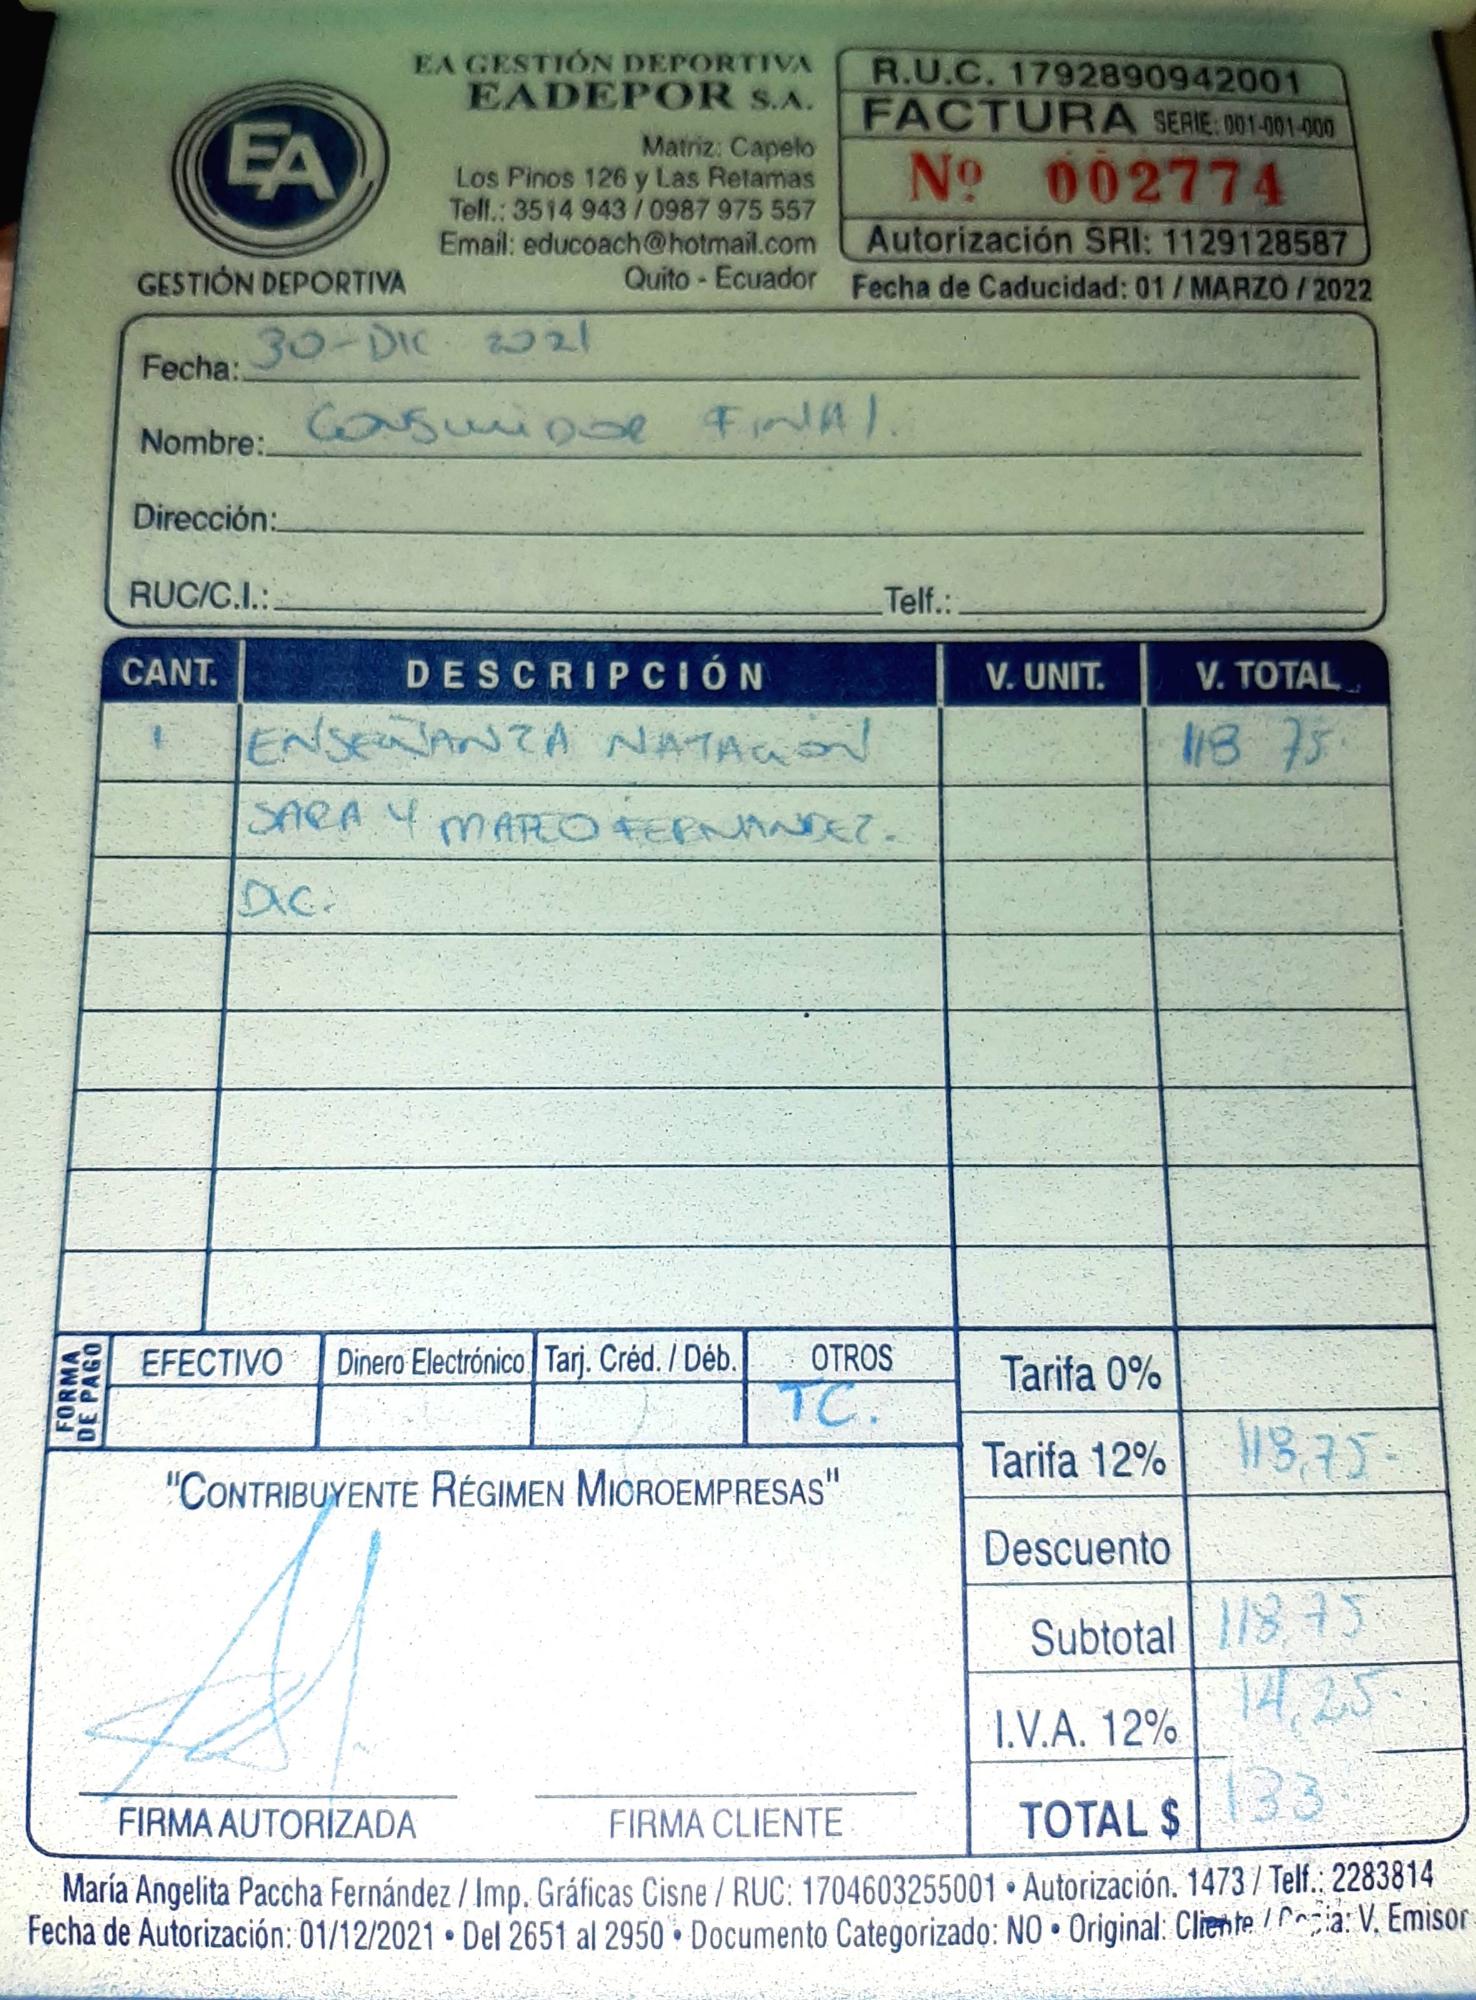 EA GESTIÓN DEPORTIVA
EADEPOR S.A.
EA
GESTIÓN DEPORTIVA
Matriz: Capelo
Los Pinos 126 y Las Retamas
Telf.: 3514 943 / 0987 975 557
Email: educoach@hotmail.com
Quito - Ecuador
R.U.C. 1792890942001
FACTURA SERIE: 001-001-000
Nº 002774
Autorización SRI: 1129128587
Fecha de Caducidad: 01 / MARZO / 2022
Fecha: 30-DIC 2021
Nombre: Consumidor FINAL.
Dirección:
RUC/C.I.: Telf.:
CANT. DESCRIPCIÓN V. UNIT. V. TOTAL
1 ENSEÑANZA NATACION 118 75.
SARA Y MATEO FERNANDEZ.
DIC.
FORMA DE PAGO
EFECTIVO Dinero Electrónico Tarj. Créd. / Déb. OTROS
TC.
Tarifa 0%
Tarifa 12% 118,75-
Descuento
Subtotal 118,75
I.V.A. 12% 14,25.
TOTAL $ 133
"CONTRIBUYENTE RÉGIMEN MICROEMPRESAS"
FIRMA AUTORIZADA FIRMA CLIENTE
María Angelita Paccha Fernández / Imp. Gráficas Cisne / RUC: 1704603255001 • Autorización. 1473 / Telf.: 2283814
Fecha de Autorización: 01/12/2021 • Del 2651 al 2950 • Documento Categorizado: NO • Original: Cliente / Copia: V. Emisor